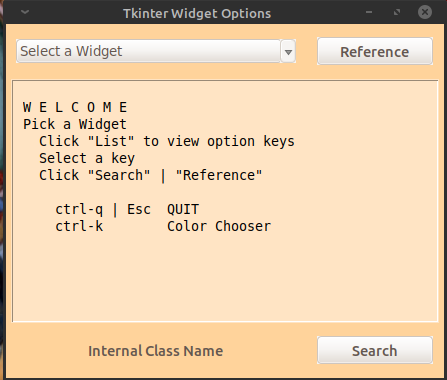 Tkinter Widget Options
Select a Widget
Reference
W E L C O M E
Pick a Widget
Click "List" to view option keys
Select a key
Click "Search" | "Reference"
ctrl-q | Esc QUIT
ctrl-k Color Chooser
Internal Class Name
Search